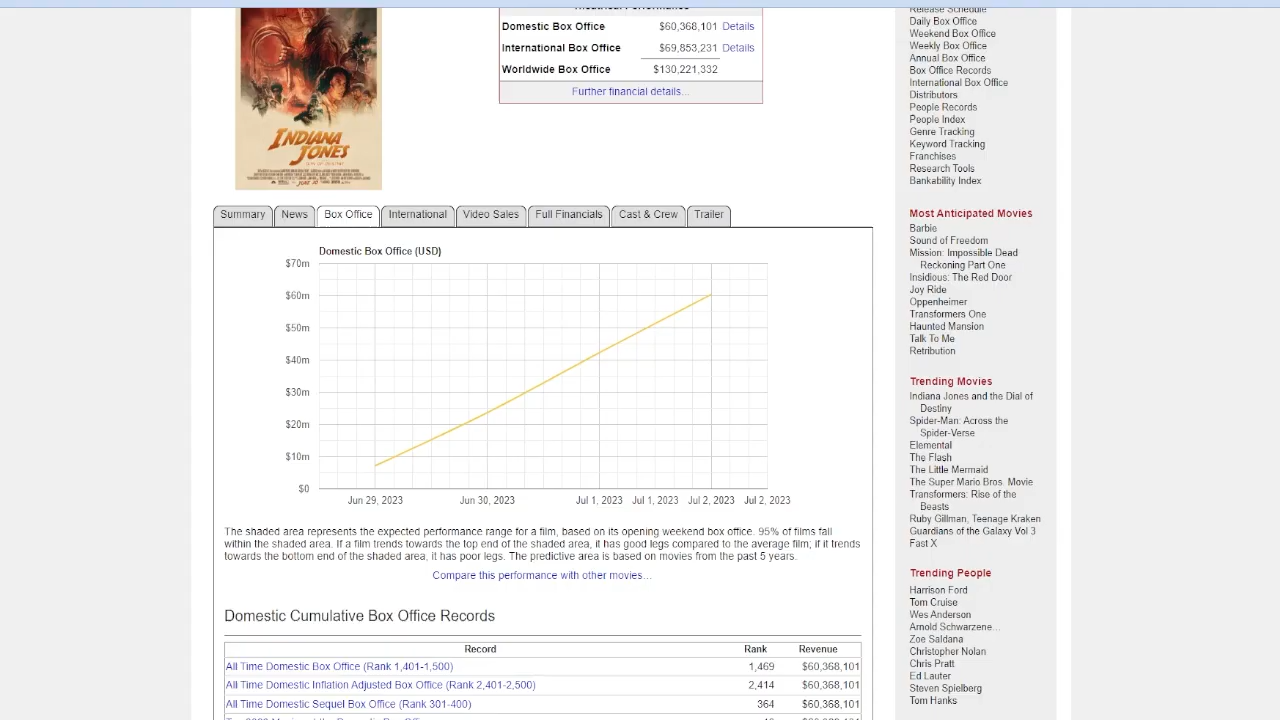 Domestic Box Office $60,368,101 Details
International Box Office $69,853,231 Details
Worldwide Box Office $130,221,332
Further financial details...
INDIANA
JONES
Summary News Box Office International Video Sales Full Financials Cast & Crew Trailer
Domestic Box Office (USD)
$70m
$60m
$50m
$40m
$30m
$20m
$10m
$0
Jun 29, 2023 Jun 30, 2023 Jul 1, 2023 Jul 1, 2023 Jul 2, 2023 Jul 2, 2023
The shaded area represents the expected performance range for a film, based on its opening weekend box office. 95% of films fall
within the shaded area. If a film trends towards the top end of the shaded area, it has good legs compared to the average film; if it trends
towards the bottom end of the shaded area, it has poor legs. The predictive area is based on movies from the past 5 years.
Compare this performance with other movies…
Domestic Cumulative Box Office Records
Record Rank Revenue
All Time Domestic Box Office (Rank 1,401-1,500) 1,469 $60,368,101
All Time Domestic Inflation Adjusted Box Office (Rank 2,401-2,500) 2,414 $60,368,101
All Time Domestic Sequel Box Office (Rank 301-400) 364 $60,368,101
Release Schedule
Daily Box Office
Weekend Box Office
Weekly Box Office
Annual Box Office
Box Office Records
International Box Office
Distributors
People Records
People Index
Genre Tracking
Keyword Tracking
Franchises
Research Tools
Bankability Index
Most Anticipated Movies
Barbie
Sound of Freedom
Mission: Impossible Dead
Reckoning Part One
Insidious: The Red Door
Joy Ride
Oppenheimer
Transformers One
Haunted Mansion
Talk To Me
Retribution
Trending Movies
Indiana Jones and the Dial of
Destiny
Spider-Man: Across the
Spider-Verse
Elemental
The Flash
The Little Mermaid
The Super Mario Bros. Movie
Transformers: Rise of the
Beasts
Ruby Gillman, Teenage Kraken
Guardians of the Galaxy Vol 3
Fast X
Trending People
Harrison Ford
Tom Cruise
Wes Anderson
Arnold Schwarzene…
Zoe Saldana
Christopher Nolan
Chris Pratt
Ed Lauter
Steven Spielberg
Tom Hanks